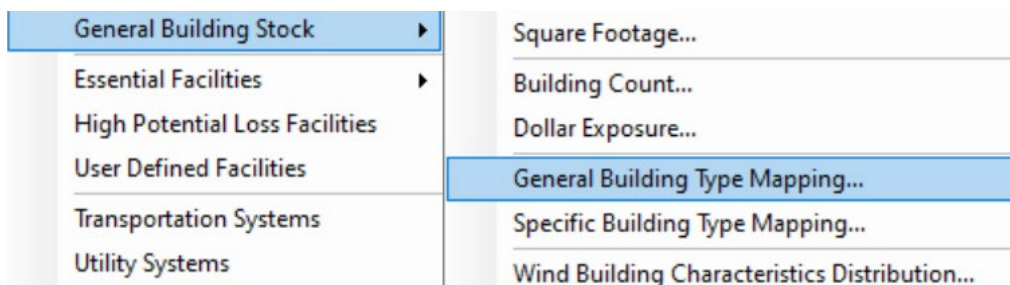 General Building Stock
Essential Facilities
High Potential Loss Facilities
User Defined Facilities
Transportation Systems
Utility Systems
Square Footage...
Building Count...
Dollar Exposure...
General Building Type Mapping...
Specific Building Type Mapping...
Wind Building Characteristics Distribution...